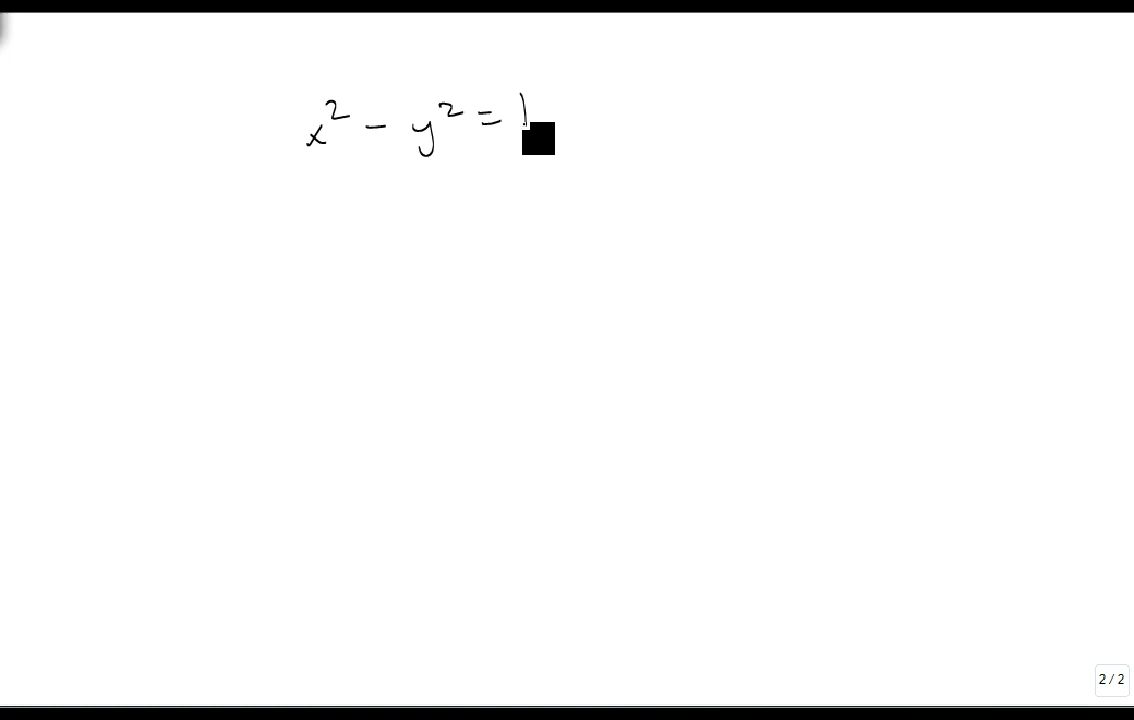 x² - y² = 1
2 / 2